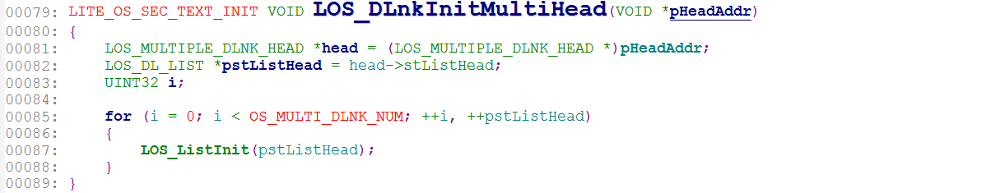 00079: LITE_OS_SEC_TEXT_INIT VOID LOS_DLnkInitMultiHead(VOID *pHeadAddr)
00080: {
00081:     LOS_MULTIPLE_DLNK_HEAD *head = (LOS_MULTIPLE_DLNK_HEAD *)pHeadAddr;
00082:     LOS_DL_LIST *pstListHead = head->stListHead;
00083:     UINT32 i;
00084:
00085:     for (i = 0; i < OS_MULTI_DLNK_NUM; ++i, ++pstListHead)
00086:     {
00087:         LOS_ListInit(pstListHead);
00088:     }
00089: }